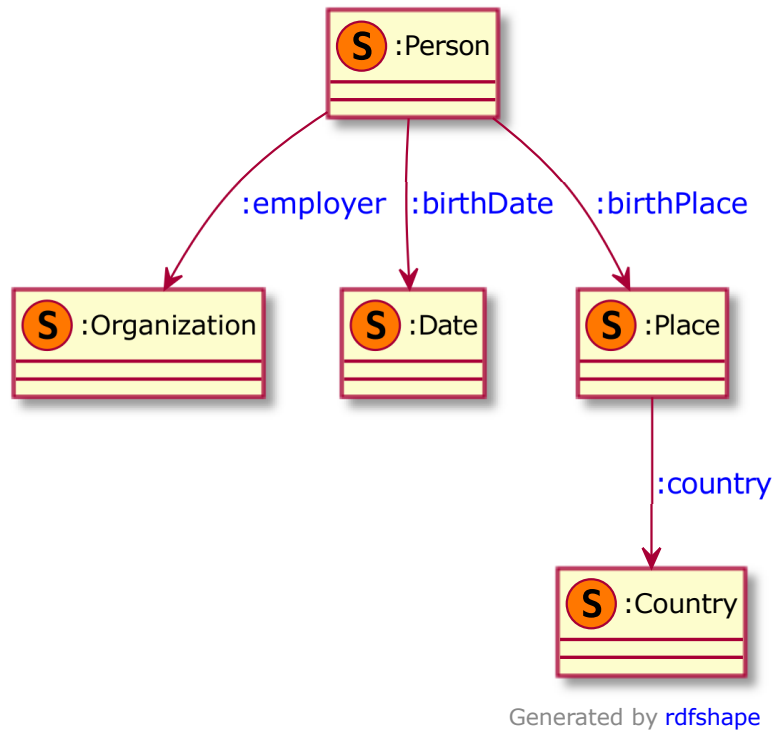 S :Person
:employer :birthDate :birthPlace
S :Organization S :Date S :Place
:country
S :Country
Generated by rdfshape